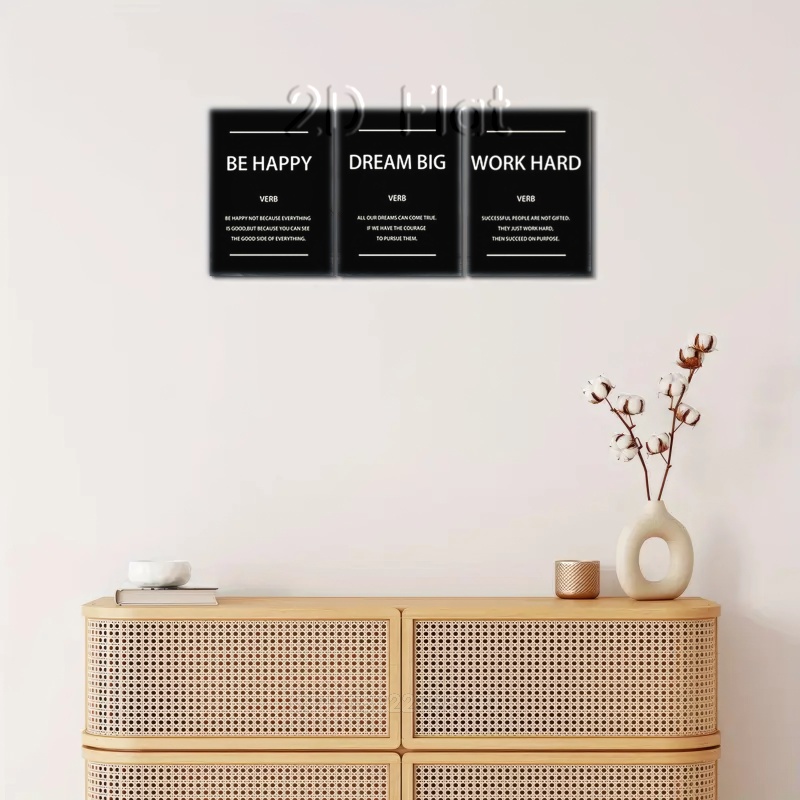 2D Flat
BE HAPPY
VERB
BE HAPPY NOT BECAUSE EVERYTHING
IS GOOD,BUT BECAUSE YOU CAN SEE
THE GOOD SIDE OF EVERYTHING.
DREAM BIG
VERB
ALL OUR DREAMS CAN COME TRUE,
IF WE HAVE THE COURAGE
TO PURSUE THEM.
WORK HARD
VERB
SUCCESSFUL PEOPLE ARE NOT GIFTED:
THEY JUST WORK HARD,
THEN SUCCEED ON PURPOSE.